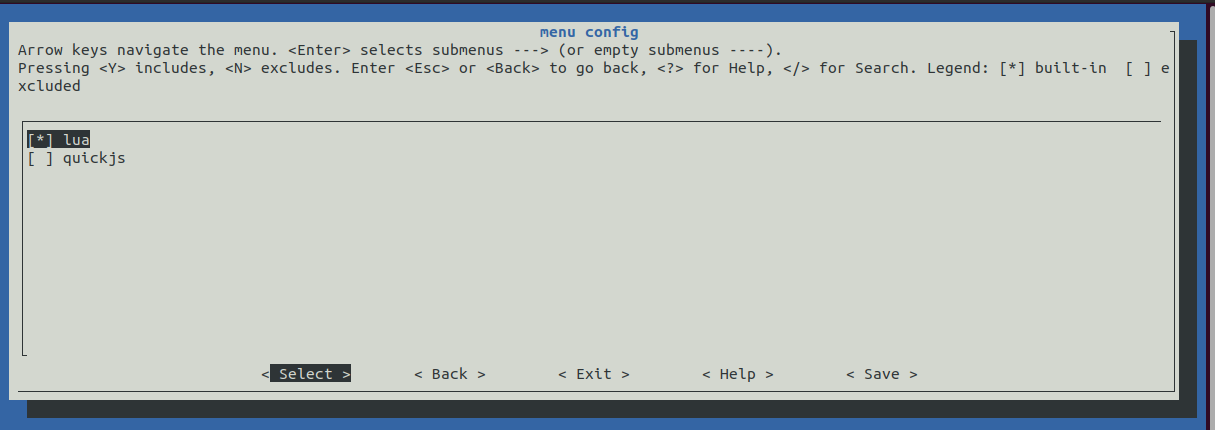 menu config
Arrow keys navigate the menu. <Enter> selects submenus ---> (or empty submenus ----).
Pressing <Y> includes, <N> excludes. Enter <Esc> or <Back> to go back, <?> for Help, </> for Search. Legend: [*] built-in  [ ] e
xcluded
[*] lua
[ ] quickjs
< Select >    < Back >    < Exit >    < Help >    < Save >